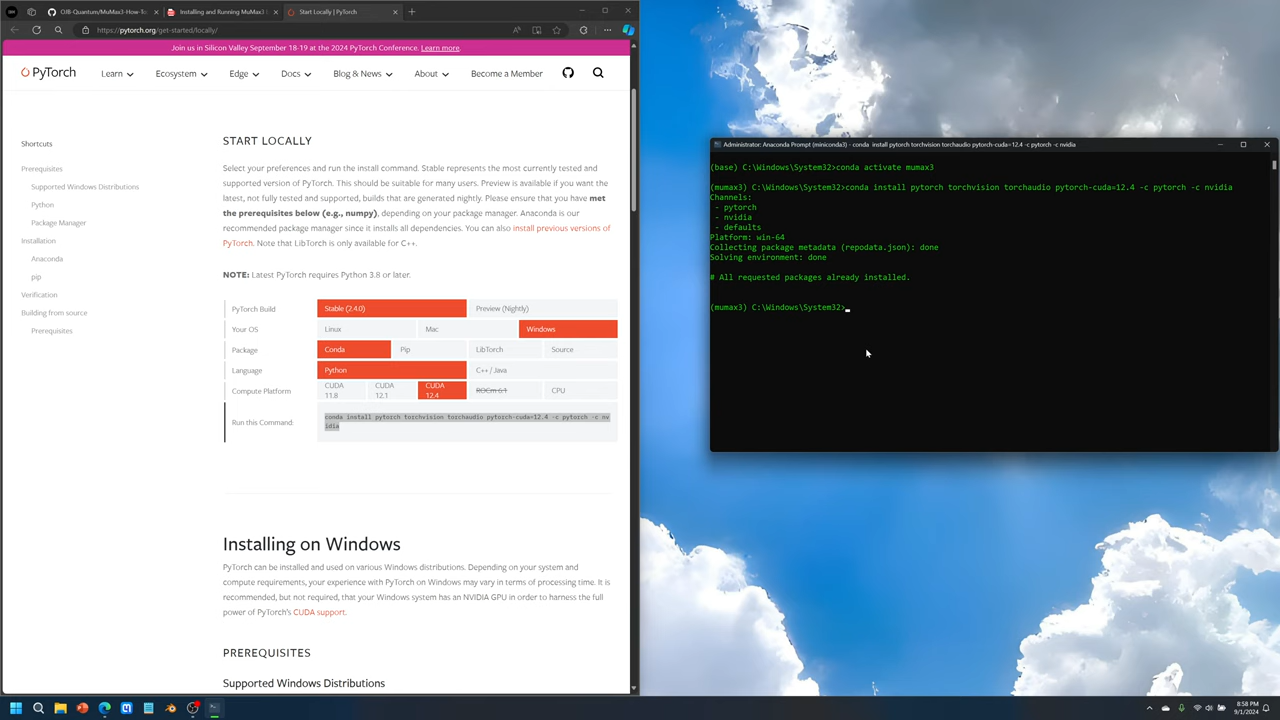 OJB-Quantum/MuMax3-How-To
Installing and Running MuMax3
Start Locally | PyTorch
https://pytorch.org/get-started/locally/
Join us in Silicon Valley September 18-19 at the 2024 PyTorch Conference. Learn more.
PyTorch
Learn
Ecosystem
Edge
Docs
Blog & News
About
Become a Member
Shortcuts
Prerequisites
Supported Windows Distributions
Python
Package Manager
Installation
Anaconda
pip
Verification
Building from source
Prerequisites
START LOCALLY
Select your preferences and run the install command. Stable represents the most currently tested and
supported version of PyTorch. This should be suitable for many users. Preview is available if you want the
latest, not fully tested and supported, builds that are generated nightly. Please ensure that you have met
the prerequisites below (e.g., numpy), depending on your package manager. Anaconda is our
recommended package manager since it installs all dependencies. You can also install previous versions of
PyTorch. Note that LibTorch is only available for C++.
NOTE: Latest PyTorch requires Python 3.8 or later.
PyTorch Build
Stable (2.4.0)
Preview (Nightly)
Your OS
Linux
Mac
Windows
Package
Conda
Pip
LibTorch
Source
Language
Python
C++ / Java
Compute Platform
CUDA
11.8
CUDA
12.1
CUDA
12.4
ROCm 6.1
CPU
Run this Command:
conda install pytorch torchvision torchaudio pytorch-cuda=12.4 -c pytorch -c nv
idia
Installing on Windows
PyTorch can be installed and used on various Windows distributions. Depending on your system and
compute requirements, your experience with PyTorch on Windows may vary in terms of processing time. It is
recommended, but not required, that your Windows system has an NVIDIA GPU in order to harness the full
power of PyTorch's CUDA support.
PREREQUISITES
Supported Windows Distributions
Administrator: Anaconda Prompt (miniconda3) - conda install pytorch torchvision torchaudio pytorch-cuda=12.4 -c pytorch -c nvidia
(base) C:\Windows\System32>conda activate mumax3
(mumax3) C:\Windows\System32>conda install pytorch torchvision torchaudio pytorch-cuda=12.4 -c pytorch -c nvidia
Channels:
- pytorch
- nvidia
- defaults
Platform: win-64
Collecting package metadata (repodata.json): done
Solving environment: done
# All requested packages already installed.
(mumax3) C:\Windows\System32>
8:58 PM
9/1/2024